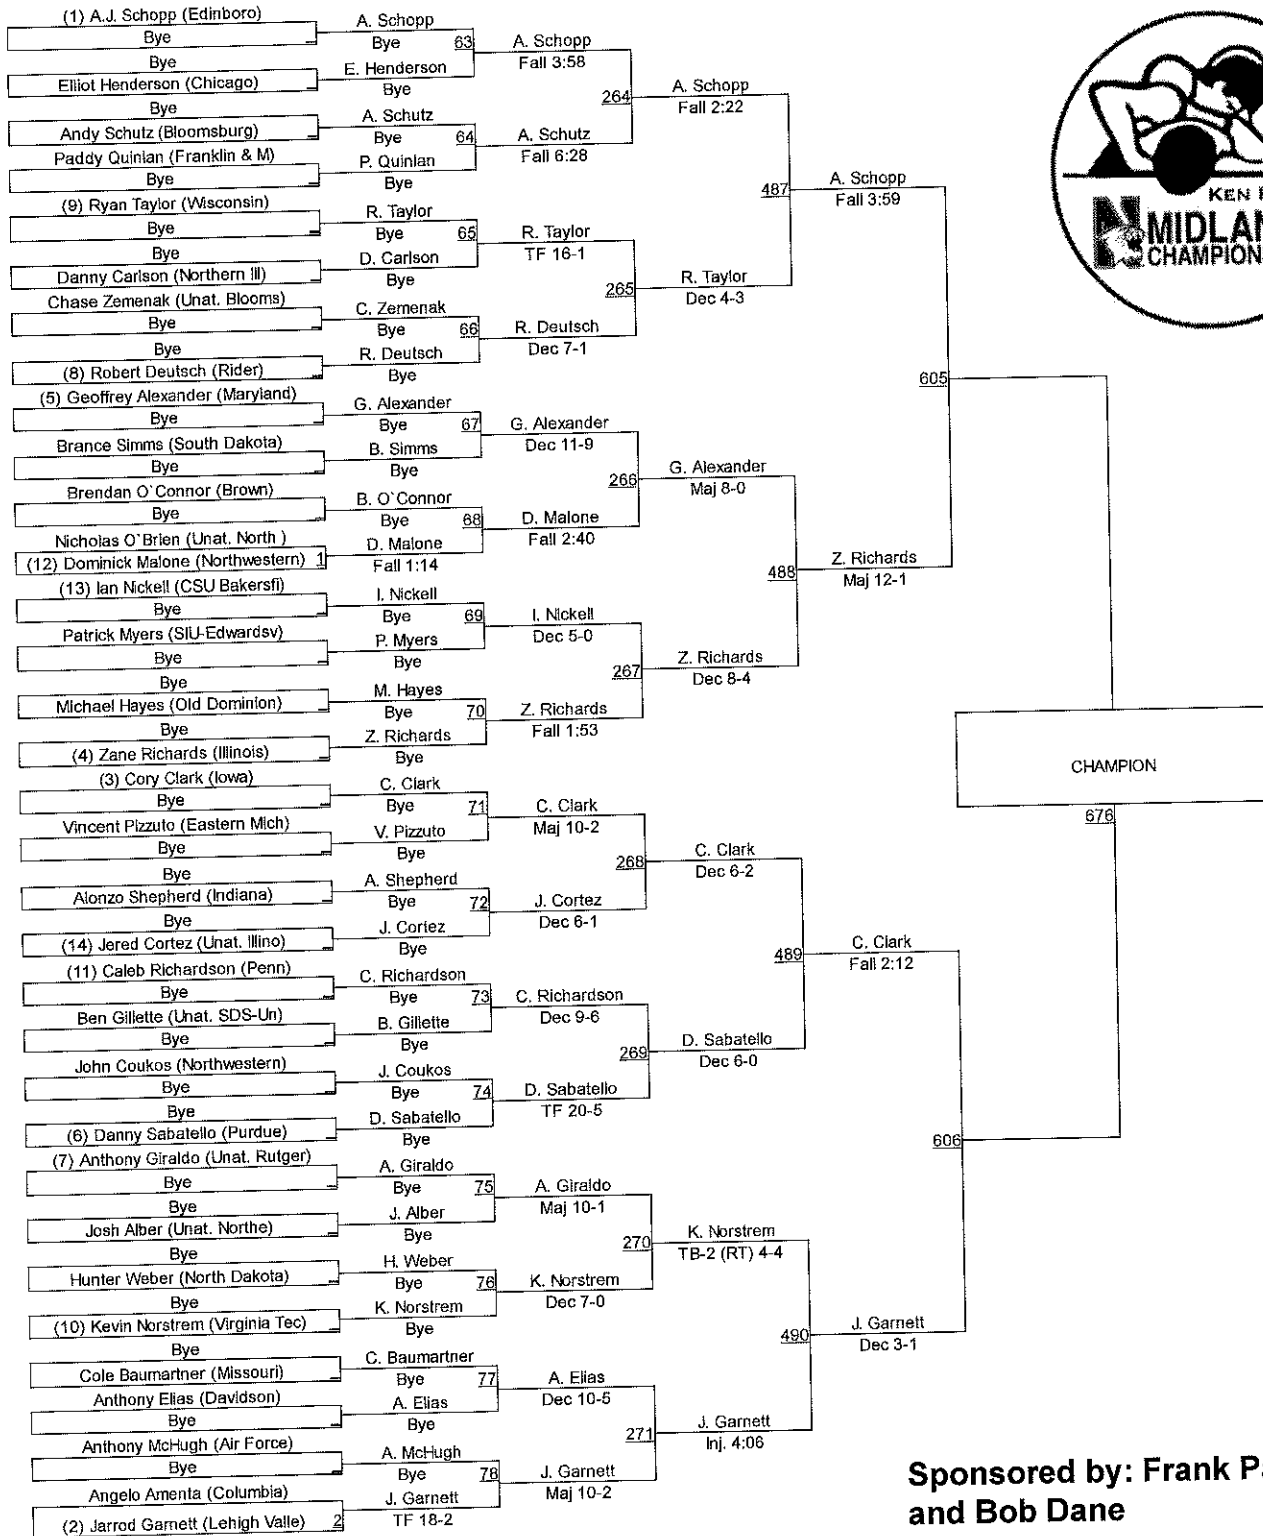 (1) A.J. Schopp (Edinboro)
Bye
Bye
Elliot Henderson (Chicago)
Bye
Andy Schutz (Bloomsburg)
Paddy Quinlan (Franklin & M)
Bye
(9) Ryan Taylor (Wisconsin)
Bye
Bye
Danny Carlson (Northern Ill)
Chase Zemenak (Unat. Blooms)
Bye
Bye
(8) Robert Deutsch (Rider)
(5) Geoffrey Alexander (Maryland)
Bye
Brance Simms (South Dakota)
Bye
Brendan O`Connor (Brown)
Bye
Nicholas O`Brien (Unat. North )
(12) Dominick Malone (Northwestern) 1
(13) Ian Nickell (CSU Bakersfi)
Bye
Patrick Myers (SIU-Edwardsv)
Bye
Bye
Michael Hayes (Old Dominion)
Bye
(4) Zane Richards (Illinois)
(3) Cory Clark (Iowa)
Bye
Vincent Pizzuto (Eastern Mich)
Bye
Bye
Alonzo Shepherd (Indiana)
Bye
(14) Jered Cortez (Unat. Illino)
(11) Caleb Richardson (Penn)
Bye
Ben Gillette (Unat. SDS-Un)
Bye
John Coukos (Northwestern)
Bye
Bye
(6) Danny Sabatello (Purdue)
(7) Anthony Giraldo (Unat. Rutger)
Bye
Bye
Josh Alber (Unat. Northe)
Bye
Hunter Weber (North Dakota)
Bye
(10) Kevin Norstrem (Virginia Tec)
Bye
Cole Baumartner (Missouri)
Anthony Elias (Davidson)
Bye
Anthony McHugh (Air Force)
Bye
Angelo Amenta (Columbia)
(2) Jarrod Garnett (Lehigh Valle) 2
A. Schopp
Bye 63
E. Henderson
Bye
A. Schutz
Bye 64
P. Quinlan
Bye
R. Taylor
Bye 65
D. Carlson
Bye
C. Zemenak
Bye 66
R. Deutsch
Bye
G. Alexander
Bye 67
B. Simms
Bye
B. O`Connor
Bye 68
D. Malone
Fall 1:14
I. Nickell
Bye 69
P. Myers
Bye
M. Hayes
Bye 70
Z. Richards
Bye
C. Clark
Bye 71
V. Pizzuto
Bye
A. Shepherd
Bye 72
J. Cortez
Bye
C. Richardson
Bye 73
B. Gillette
Bye
J. Coukos
Bye 74
D. Sabatello
Bye
A. Giraldo
Bye 75
J. Alber
Bye
H. Weber
Bye 76
K. Norstrem
Bye
C. Baumartner
Bye 77
A. Elias
Bye
A. McHugh
Bye 78
J. Garnett
TF 18-2
A. Schopp
Fall 3:58
264
A. Schutz
Fall 6:28
R. Taylor
TF 16-1
265
R. Deutsch
Dec 7-1
G. Alexander
Dec 11-9
266
D. Malone
Fall 2:40
I. Nickell
Dec 5-0
267
Z. Richards
Fall 1:53
C. Clark
Maj 10-2
268
J. Cortez
Dec 6-1
C. Richardson
Dec 9-6
269
D. Sabatello
TF 20-5
A. Giraldo
Maj 10-1
270
K. Norstrem
Dec 7-0
A. Elias
Dec 10-5
271
J. Garnett
Maj 10-2
A. Schopp
Fall 2:22
487
R. Taylor
Dec 4-3
G. Alexander
Maj 8-0
488
Z. Richards
Dec 8-4
C. Clark
Dec 6-2
489
D. Sabatello
Dec 6-0
K. Norstrem
TB-2 (RT) 4-4
490
J. Garnett
Inj. 4:06
A. Schopp
Fall 3:59
605
Z. Richards
Maj 12-1
C. Clark
Fall 2:12
606
J. Garnett
Dec 3-1
CHAMPION
676
KEN
N MIDLAN
CHAMPION
Sponsored by: Frank Pa
and Bob Dane